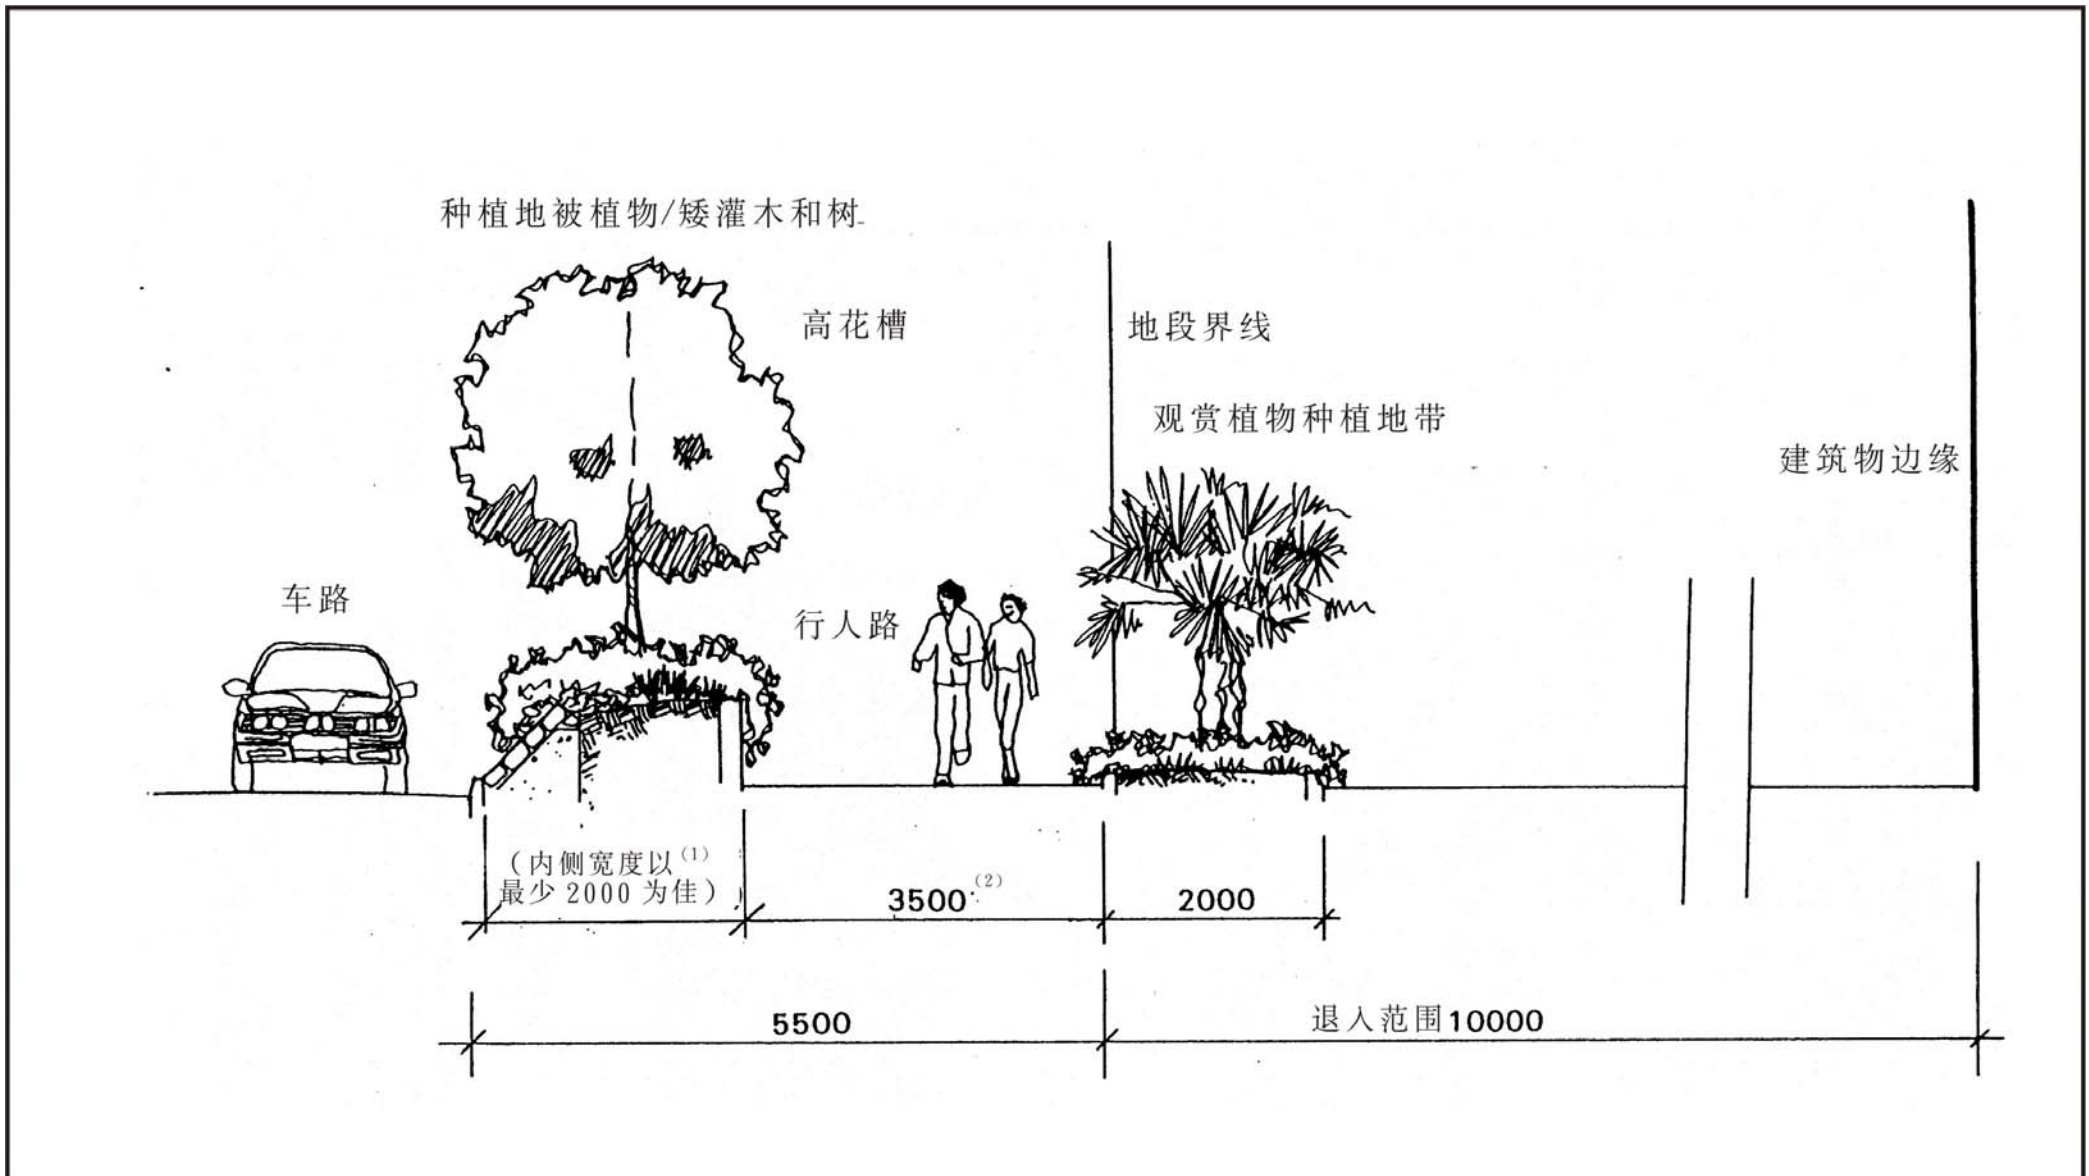 种植地被植物/矮灌木和树
高花槽
地段界线
观赏植物种植地带
建筑物边缘
车路
行人路
（内侧宽度以(1)
最少 2000 为佳）
3500(2)
2000
5500
退入范围10000